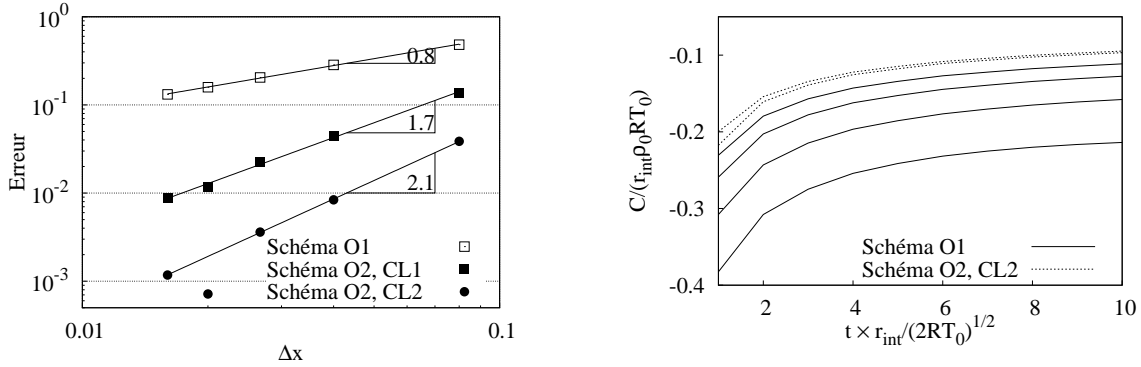 10^0
10^-1
10^-2
10^-3
Erreur
0.8
1.7
2.1
Schéma O1
Schéma O2, CL1
Schéma O2, CL2
0.01
0.1
Δx
-0.1
-0.2
-0.3
-0.4
C/(r_int ρ_0 RT_0)
Schéma O1
Schéma O2, CL2
2
4
6
8
10
t × r_int/(2RT_0)^1/2